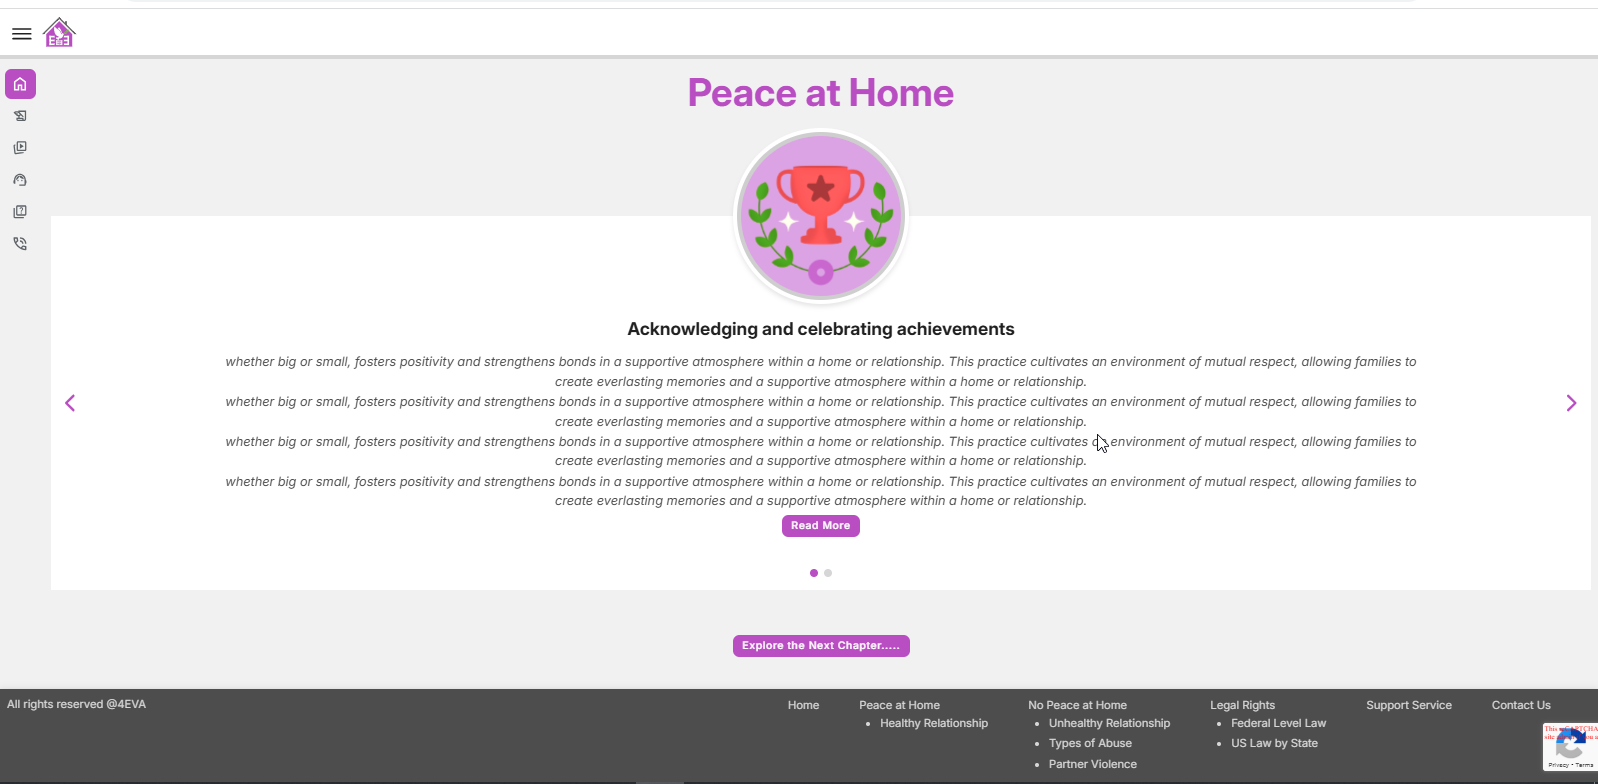 Peace at Home
Acknowledging and celebrating achievements
whether big or small, fosters positivity and strengthens bonds in a supportive atmosphere within a home or relationship. This practice cultivates an environment of mutual respect, allowing families to
create everlasting memories and a supportive atmosphere within a home or relationship.
whether big or small, fosters positivity and strengthens bonds in a supportive atmosphere within a home or relationship. This practice cultivates an environment of mutual respect, allowing families to
create everlasting memories and a supportive atmosphere within a home or relationship.
whether big or small, fosters positivity and strengthens bonds in a supportive atmosphere within a home or relationship. This practice cultivates an environment of mutual respect, allowing families to
create everlasting memories and a supportive atmosphere within a home or relationship.
whether big or small, fosters positivity and strengthens bonds in a supportive atmosphere within a home or relationship. This practice cultivates an environment of mutual respect, allowing families to
create everlasting memories and a supportive atmosphere within a home or relationship.
Read More
Explore the Next Chapter.....
All rights reserved @4EVA
Home
Peace at Home
• Healthy Relationship
No Peace at Home
• Unhealthy Relationship
• Types of Abuse
• Partner Violence
Legal Rights
• Federal Level Law
• US Law by State
Support Service
Contact Us
Privacy • Terms